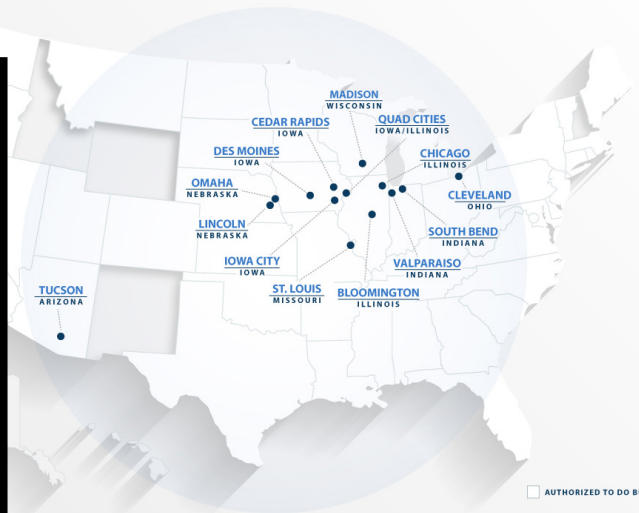 MADISON
WISCONSIN
QUAD CITIES
IOWA/ILLINOIS
CEDAR RAPIDS
IOWA
DES MOINES
IOWA
CHICAGO
ILLINOIS
OMAHA
NEBRASKA
CLEVELAND
OHIO
LINCOLN
NEBRASKA
SOUTH BEND
INDIANA
IOWA CITY
IOWA
VALPARAISO
INDIANA
ST. LOUIS
MISSOURI
BLOOMINGTON
ILLINOIS
TUCSON
ARIZONA
AUTHORIZED TO DO B